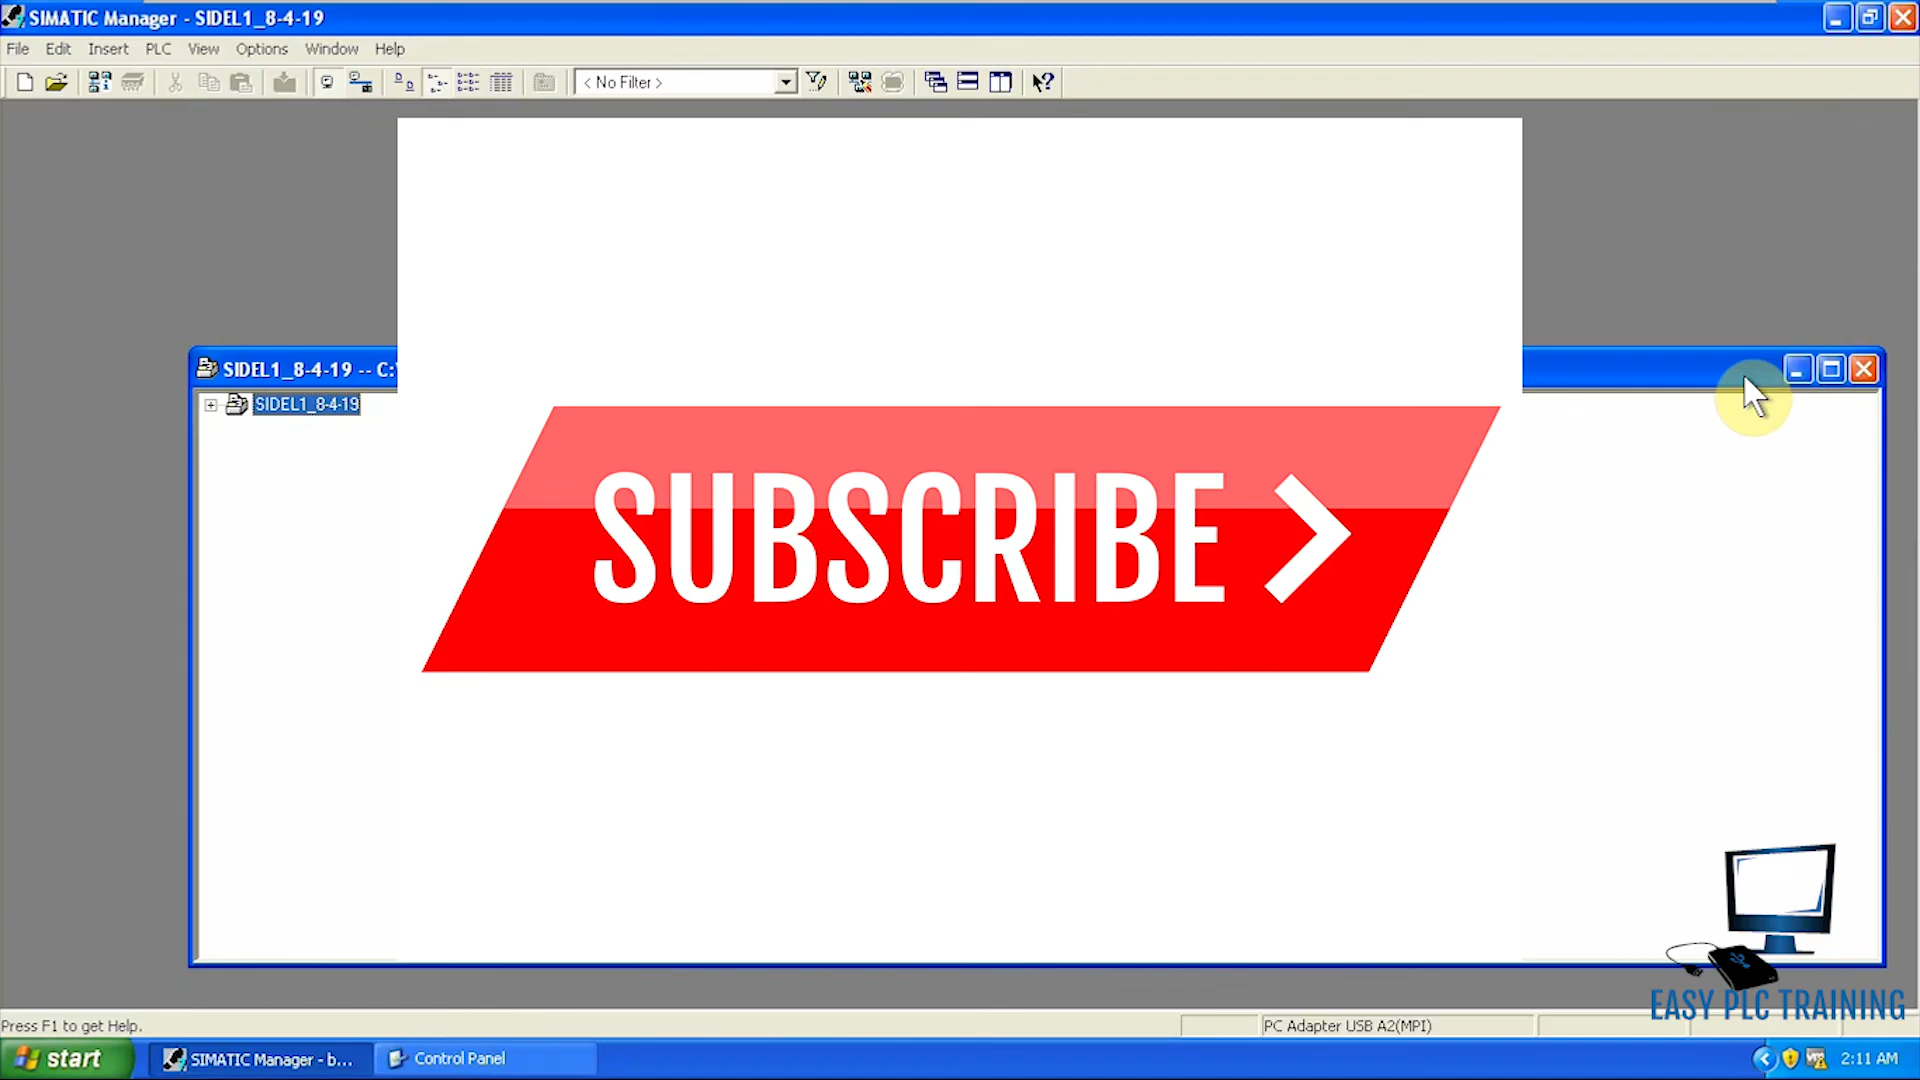 SIMATIC Manager - SIDEL1_8-4-19
File Edit Insert PLC View Options Window Help
< No Filter >
SIDEL1_8-4-19 -- C:\
SIDEL1_8-4-19
SUBSCRIBE >
EASY PLC TRAINING
Press F1 to get Help.
PC Adapter USB A2(MPI)
start
SIMATIC Manager - b...
Control Panel
2:11 AM